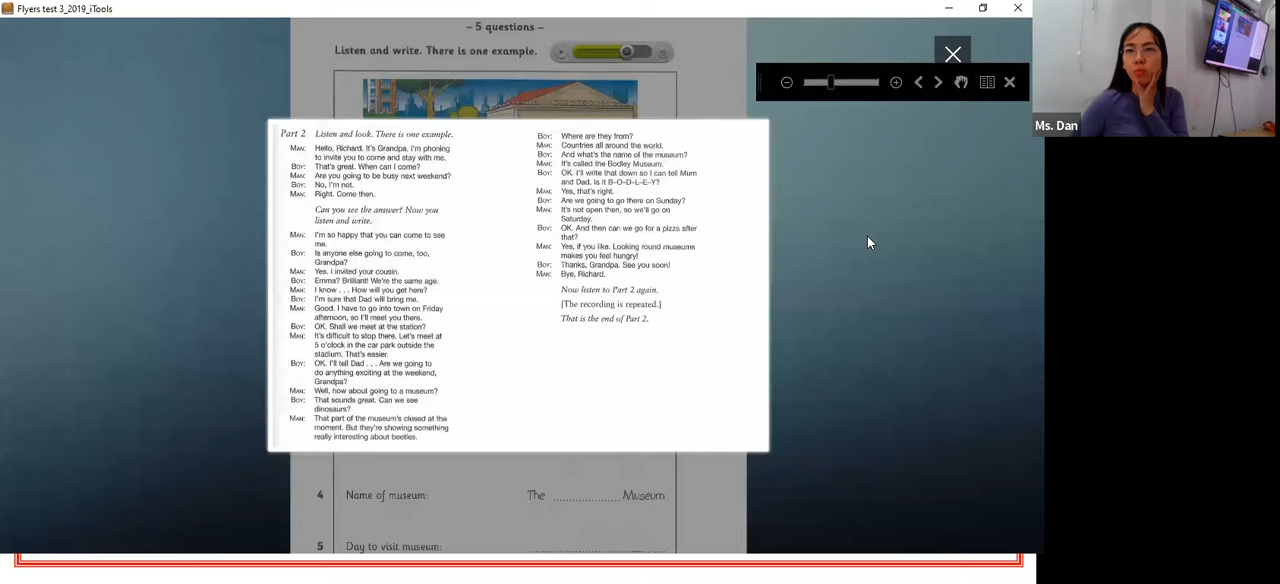 Flyers test 3_2019_iTools
– 5 questions –
Listen and write. There is one example.
Part 2 Listen and look. There is one example.
MAN: Hello, Richard. It's Grandpa. I'm phoning
to invite you to come and stay with me.
BOY: That's great. When can I come?
MAN: Are you going to be busy next weekend?
BOY: No, I'm not.
MAN: Right. Come then.
Can you see the answer? Now you
listen and write.
MAN: I'm so happy that you can come to see
me.
BOY: Is anyone else going to come, too,
Grandpa?
MAN: Yes. I invited your cousin.
BOY: Emma? Brilliant! We're the same age.
MAN: I know . . . How will you get here?
BOY: I'm sure that Dad will bring me.
MAN: Good. I have to go into town on Friday
afternoon, so I'll meet you there.
BOY: OK. Shall we meet at the station?
MAN: It's difficult to stop there. Let's meet at
5 o'clock in the car park outside the
stadium. That's easier.
BOY: OK. I'll tell Dad . . . Are we going to
do anything exciting at the weekend,
Grandpa?
MAN: Well, how about going to a museum?
BOY: That sounds great. Can we see
dinosaurs?
MAN: That part of the museum's closed at the
moment. But they're showing something
really interesting about beetles.
BOY: Where are they from?
MAN: Countries all around the world.
BOY: And what's the name of the museum?
MAN: It's called the Bodley Museum.
BOY: OK. I'll write that down so I can tell Mum
and Dad. Is it B–O–D–L–E–Y?
MAN: Yes, that's right.
BOY: Are we going to go there on Sunday?
MAN: It's not open then, so we'll go on
Saturday.
BOY: OK. And then can we go for a pizza after
that?
MAN: Yes, if you like. Looking round museums
makes you feel hungry!
BOY: Thanks, Grandpa. See you soon!
MAN: Bye, Richard.
Now listen to Part 2 again.
[The recording is repeated.]
That is the end of Part 2.
4 Name of museum: The .................... Museum
5 Day to visit museum: ........................................
Ms. Dan